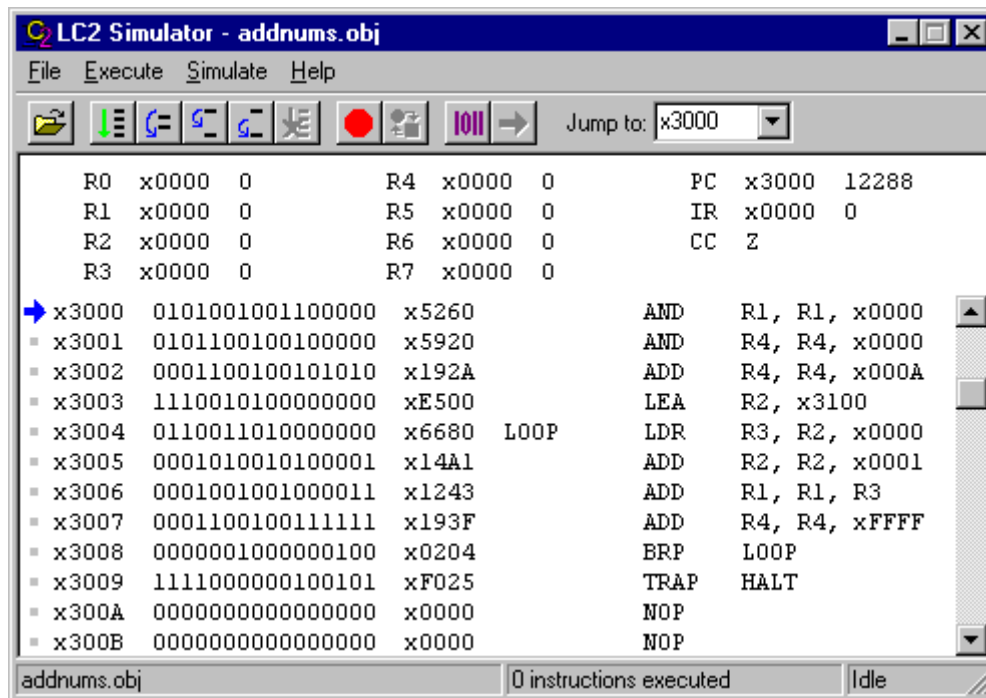 C2 LC2 Simulator - addnums.obj
File Execute Simulate Help
Jump to: x3000
R0 x0000 0 R4 x0000 0 PC x3000 12288
R1 x0000 0 R5 x0000 0 IR x0000 0
R2 x0000 0 R6 x0000 0 CC Z
R3 x0000 0 R7 x0000 0
x3000 0101001001100000 x5260 AND R1, R1, x0000
x3001 0101100100100000 x5920 AND R4, R4, x0000
x3002 0001100100101010 x192A ADD R4, R4, x000A
x3003 1110010100000000 xE500 LEA R2, x3100
x3004 0110011010000000 x6680 LOOP LDR R3, R2, x0000
x3005 0001010010100001 x14A1 ADD R2, R2, x0001
x3006 0001001001000011 x1243 ADD R1, R1, R3
x3007 0001100100111111 x193F ADD R4, R4, xFFFF
x3008 0000001000000100 x0204 BRP LOOP
x3009 1111000000100101 xF025 TRAP HALT
x300A 0000000000000000 x0000 NOP
x300B 0000000000000000 x0000 NOP
addnums.obj 0 instructions executed Idle